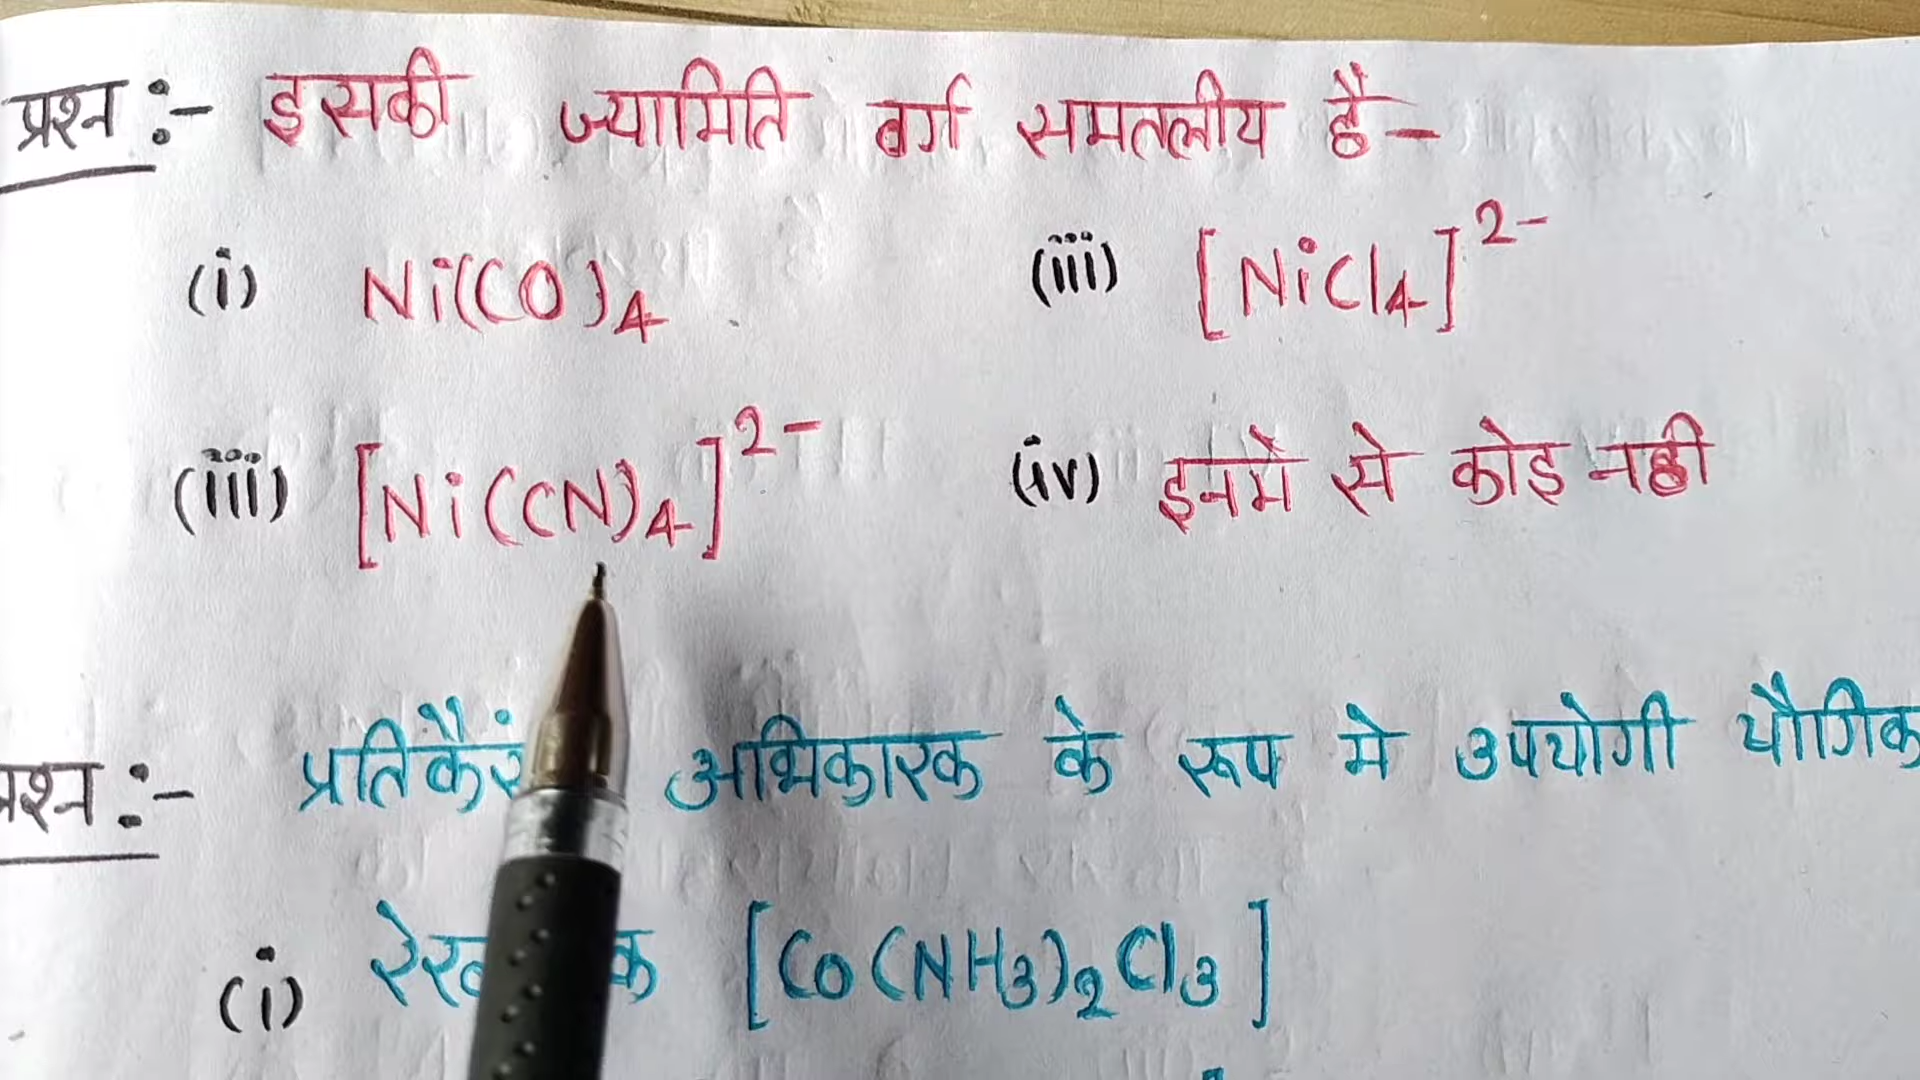 प्रश्न :- इसकी ज्यामिति वर्ग समतलीय है -
(i) Ni(CO)4 (iii) [NiCl4]2-
(iii) [Ni(CN)4]2- (iv) इनमे से कोइ नही
प्रश्न :- अभिकारक के रूप मे उपयोगी यौगिक
(i) [Co(NH3)2Cl3]